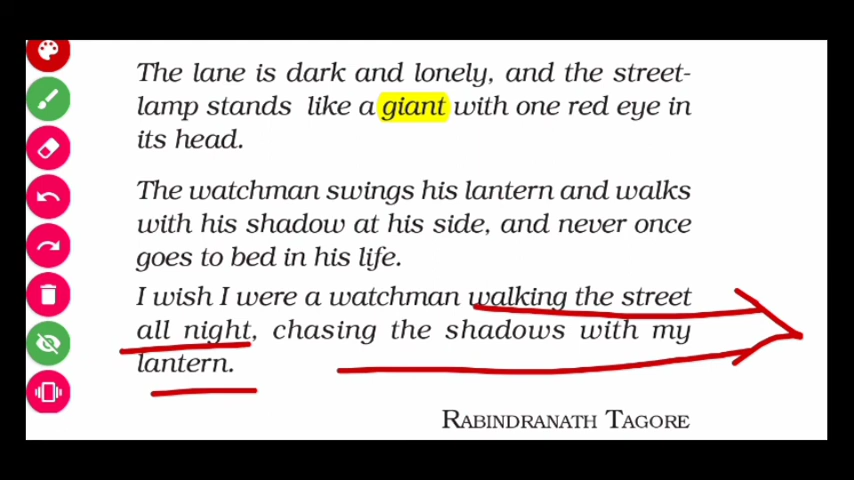 The lane is dark and lonely, and the street-
lamp stands like a giant with one red eye in
its head.
The watchman swings his lantern and walks
with his shadow at his side, and never once
goes to bed in his life.
I wish I were a watchman walking the street
all night, chasing the shadows with my
lantern.
RABINDRANATH TAGORE